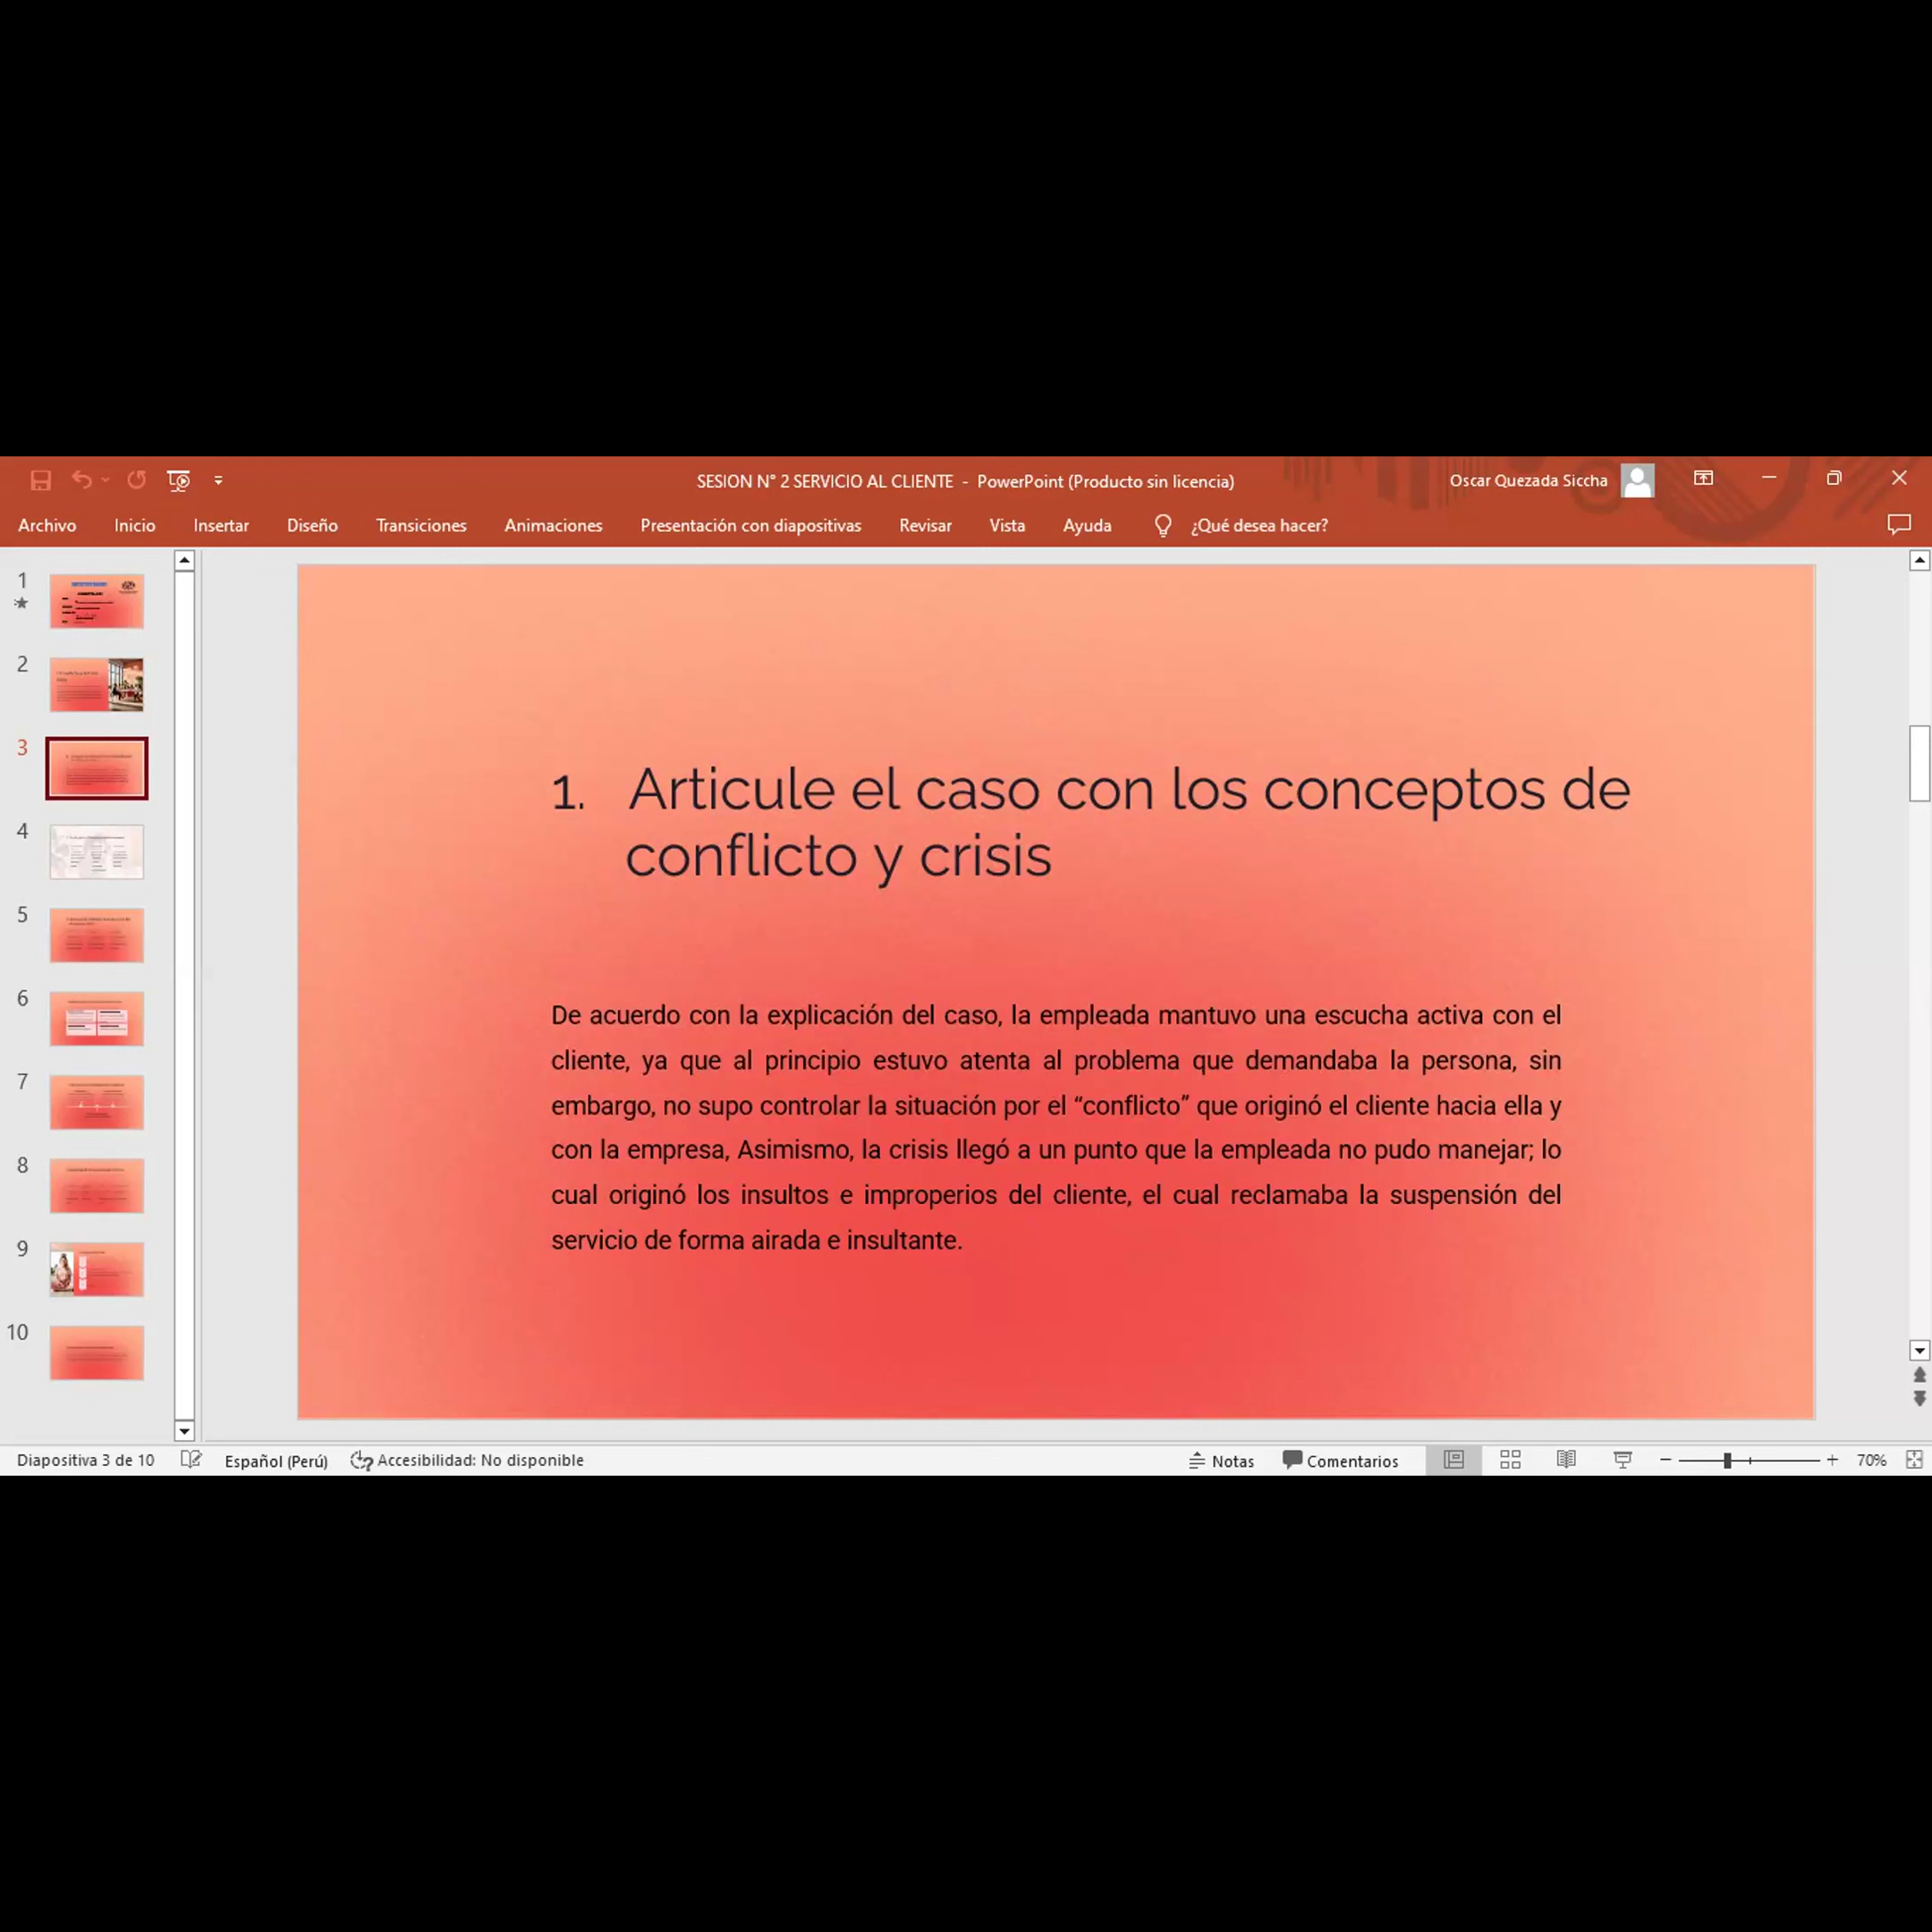 SESION N° 2 SERVICIO AL CLIENTE - PowerPoint (Producto sin licencia)
Oscar Quezada Siccha
Archivo Inicio Insertar Diseño Transiciones Animaciones Presentación con diapositivas Revisar Vista Ayuda ¿Qué desea hacer?
1
2
3
4
5
6
7
8
9
10
1. Articule el caso con los conceptos de
conflicto y crisis
De acuerdo con la explicación del caso, la empleada mantuvo una escucha activa con el
cliente, ya que al principio estuvo atenta al problema que demandaba la persona, sin
embargo, no supo controlar la situación por el “conflicto” que originó el cliente hacia ella y
con la empresa, Asimismo, la crisis llegó a un punto que la empleada no pudo manejar; lo
cual originó los insultos e improperios del cliente, el cual reclamaba la suspensión del
servicio de forma airada e insultante.
Diapositiva 3 de 10 Español (Perú) Accesibilidad: No disponible Notas Comentarios 70%